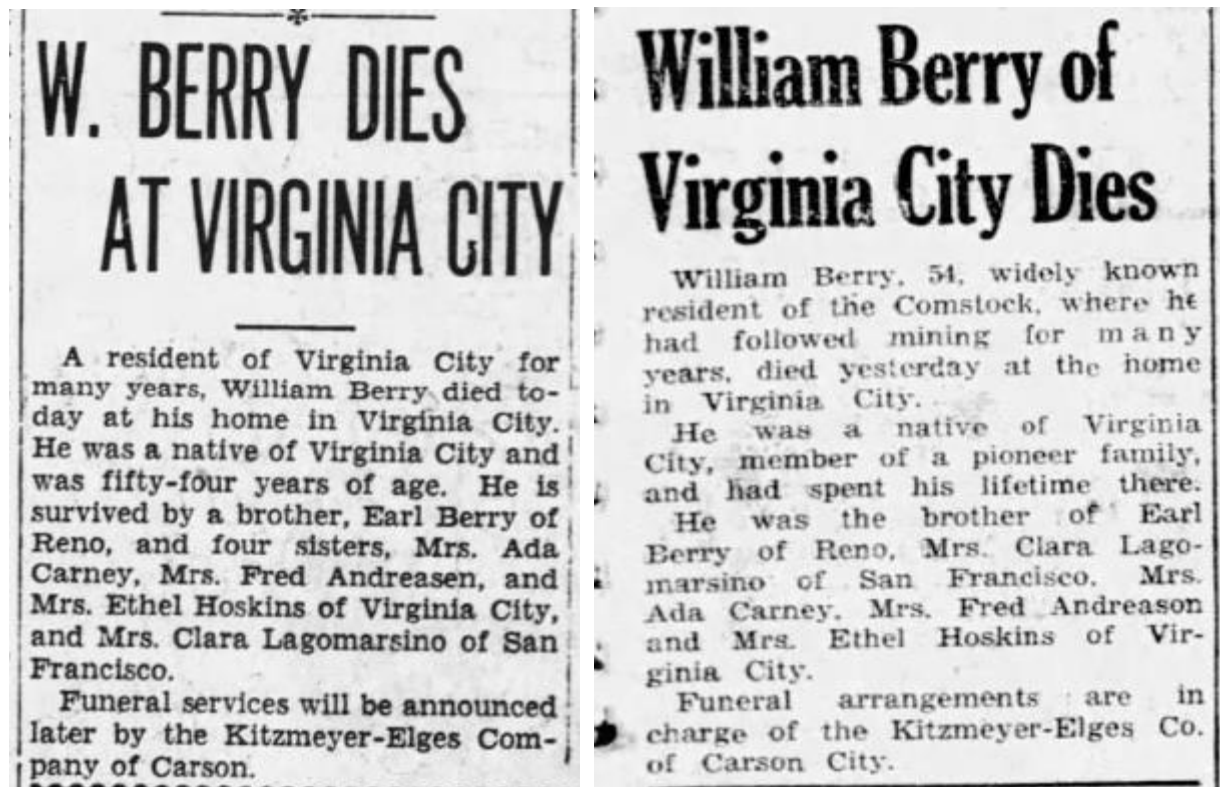 W. BERRY DIES
AT VIRGINIA CITY
A resident of Virginia City for
many years, William Berry died to-
day at his home in Virginia City.
He was a native of Virginia City and
was fifty-four years of age. He is
survived by a brother, Earl Berry of
Reno, and four sisters, Mrs. Ada
Carney, Mrs. Fred Andreasen, and
Mrs. Ethel Hoskins of Virginia City,
and Mrs. Clara Lagomarsino of San
Francisco.
Funeral services will be announced
later by the Kitzmeyer-Elges Com-
pany of Carson.
William Berry of
Virginia City Dies
William Berry, 54, widely known
resident of the Comstock, where he
had followed mining for many
years, died yesterday at the home
in Virginia City.
He was a native of Virginia
City, member of a pioneer family,
and had spent his lifetime there.
He was the brother of Earl
Berry of Reno, Mrs. Clara Lago-
marsino of San Francisco, Mrs.
Ada Carney, Mrs. Fred Andreason
and Mrs. Ethel Hoskins of Vir-
ginia City.
Funeral arrangements are in
charge of the Kitzmeyer-Elges Co.
of Carson City.